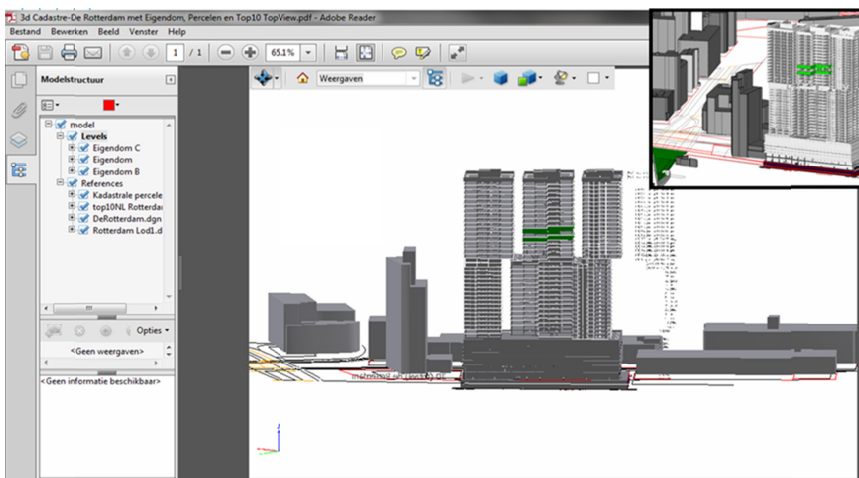 3d Cadastre-De Rotterdam met Eigendom, Percelen en Top10 TopView.pdf - Adobe Reader
Bestand Bewerken Beeld Venster Help
1 / 1 65.1%
Modelstructuur
Weergaven
model
Levels
Eigendom C
Eigendom
Eigendom B
References
Kadastrale percele
top10NL Rotterda
DeRotterdam.dgn
Rotterdam Lod1.d
Opties
<Geen weergaven>
<Geen informatie beschikbaar>